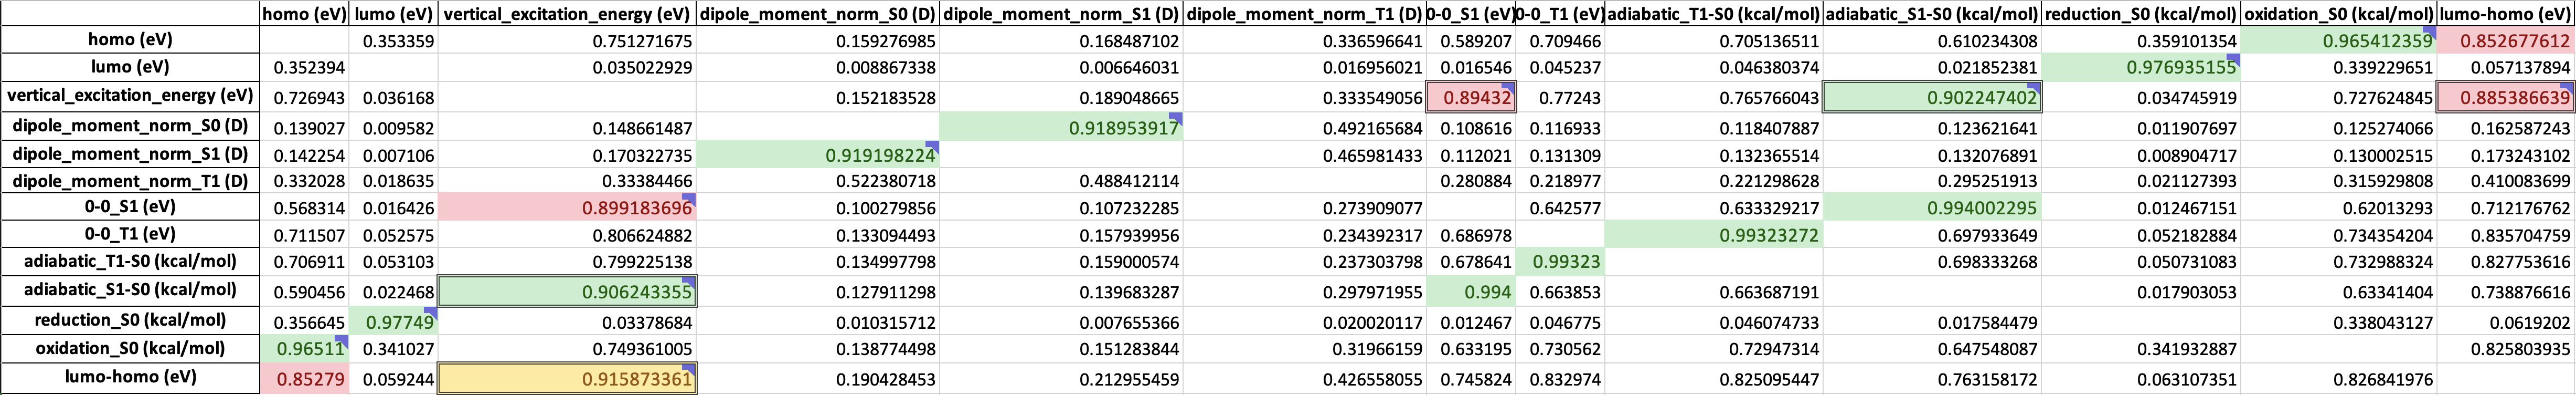 homo (eV) lumo (eV) vertical_excitation_energy (eV) dipole_moment_norm_S0 (D) dipole_moment_norm_S1 (D) dipole_moment_norm_T1 (D) 0-0_S1 (eV) 0-0_T1 (eV) adiabatic_T1-S0 (kcal/mol) adiabatic_S1-S0 (kcal/mol) reduction_S0 (kcal/mol) oxidation_S0 (kcal/mol) lumo-homo (eV)
homo (eV) 0.353359 0.751271675 0.159276985 0.168487102 0.336596641 0.589207 0.709466 0.705136511 0.610234308 0.359101354 0.965412359 0.852677612
lumo (eV) 0.352394 0.035022929 0.008867338 0.006646031 0.016956021 0.016546 0.045237 0.046380374 0.021852381 0.976935155 0.339229651 0.057137894
vertical_excitation_energy (eV) 0.726943 0.036168 0.152183528 0.189048665 0.333549056 0.89432 0.77243 0.765766043 0.902247402 0.034745919 0.727624845 0.885386639
dipole_moment_norm_S0 (D) 0.139027 0.009582 0.148661487 0.918953917 0.492165684 0.108616 0.116933 0.118407887 0.123621641 0.011907697 0.125274066 0.162587243
dipole_moment_norm_S1 (D) 0.142254 0.007106 0.170322735 0.919198224 0.465981433 0.112021 0.131309 0.132365514 0.132076891 0.008904717 0.130002515 0.173243102
dipole_moment_norm_T1 (D) 0.332028 0.018635 0.33384466 0.522380718 0.488412114 0.280884 0.218977 0.221298628 0.295251913 0.021127393 0.315929808 0.410083699
0-0_S1 (eV) 0.568314 0.016426 0.899183696 0.100279856 0.107232285 0.273909077 0.642577 0.633329217 0.994002295 0.012467151 0.62013293 0.712176762
0-0_T1 (eV) 0.711507 0.052575 0.806624882 0.133094493 0.157939956 0.234392317 0.686978 0.99323272 0.697933649 0.052182884 0.734354204 0.835704759
adiabatic_T1-S0 (kcal/mol) 0.706911 0.053103 0.799225138 0.134997798 0.159000574 0.237303798 0.678641 0.99323 0.698333268 0.050731083 0.732988324 0.827753616
adiabatic_S1-S0 (kcal/mol) 0.590456 0.022468 0.906243355 0.127911298 0.139683287 0.297971955 0.994 0.663853 0.663687191 0.017903053 0.63341404 0.738876616
reduction_S0 (kcal/mol) 0.356645 0.97749 0.03378684 0.010315712 0.007655366 0.020020117 0.012467 0.046775 0.046074733 0.017584479 0.338043127 0.0619202
oxidation_S0 (kcal/mol) 0.96511 0.341027 0.749361005 0.138774498 0.151283844 0.31966159 0.633195 0.730562 0.72947314 0.647548087 0.341932887 0.825803935
lumo-homo (eV) 0.85279 0.059244 0.915873361 0.190428453 0.212955459 0.426558055 0.745824 0.832974 0.825095447 0.763158172 0.063107351 0.826841976